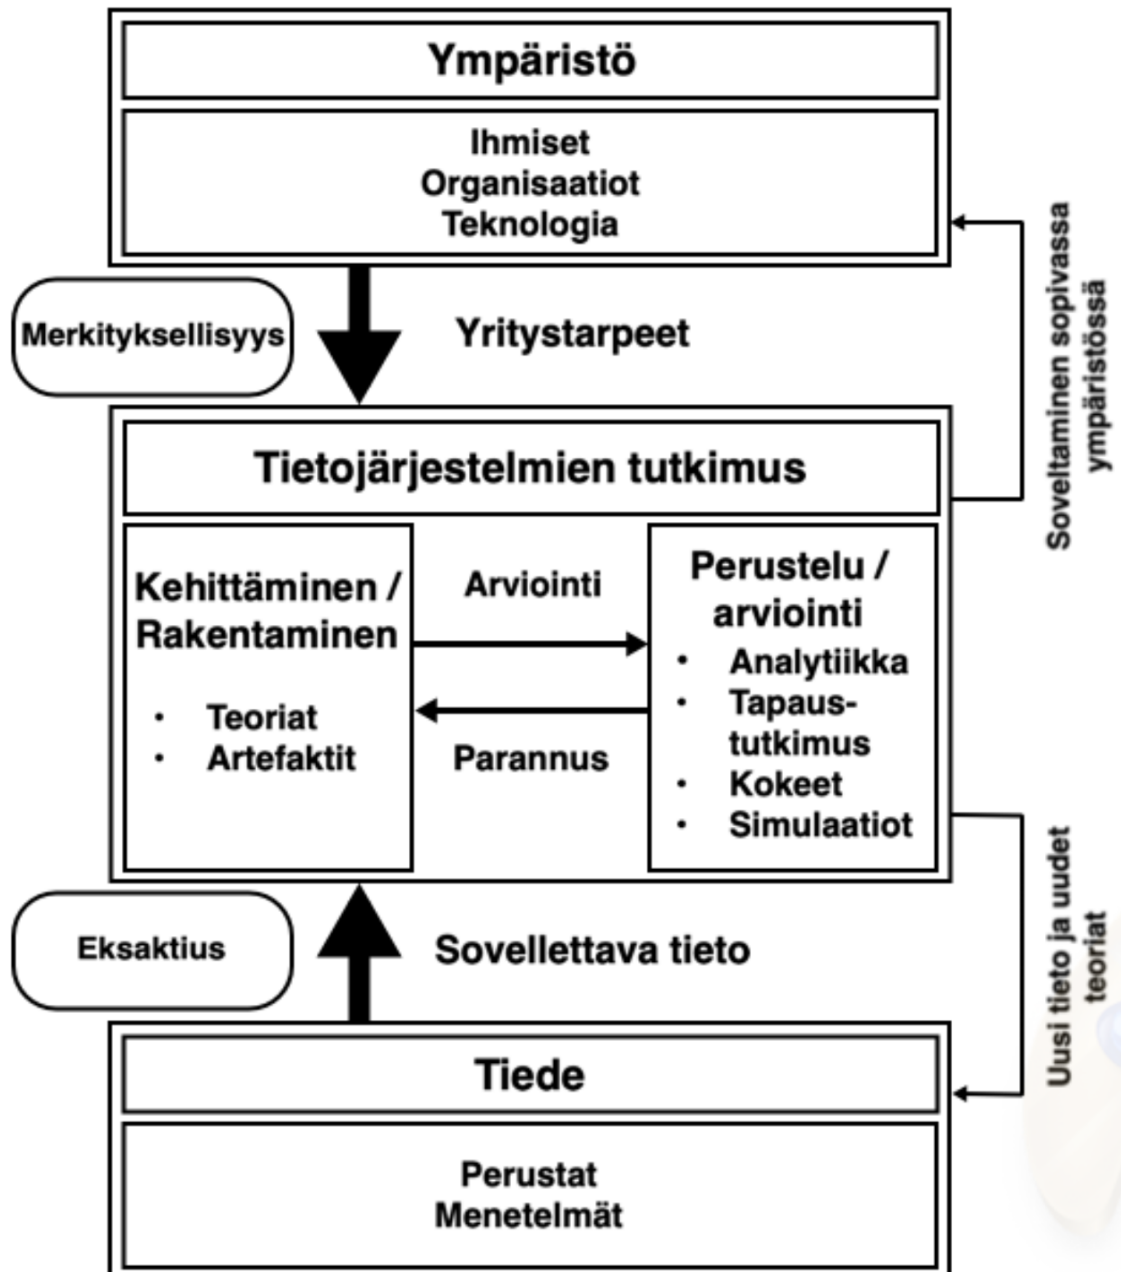 Ympäristö
Ihmiset
Organisaatiot
Teknologia
Merkityksellisyys
Yritystarpeet
Soveltaminen sopivassa
ympäristössä
Tietojärjestelmien tutkimus
Kehittäminen /
Rakentaminen
• Teoriat
• Artefaktit
Arviointi
Parannus
Perustelu /
arviointi
• Analytiikka
• Tapaus-
tutkimus
• Kokeet
• Simulaatiot
Eksaktius
Sovellettava tieto
Uusi tieto ja uudet
teoriat
Tiede
Perustat
Menetelmät